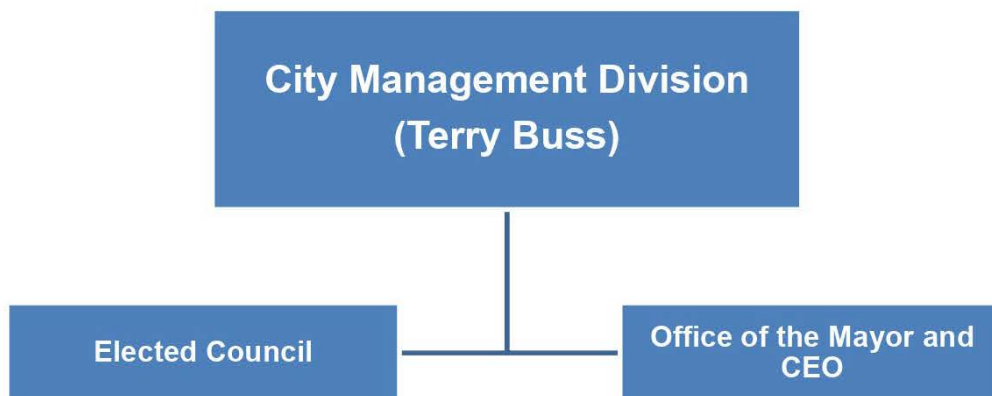 City Management Division
(Terry Buss)
Elected Council
Office of the Mayor and
CEO